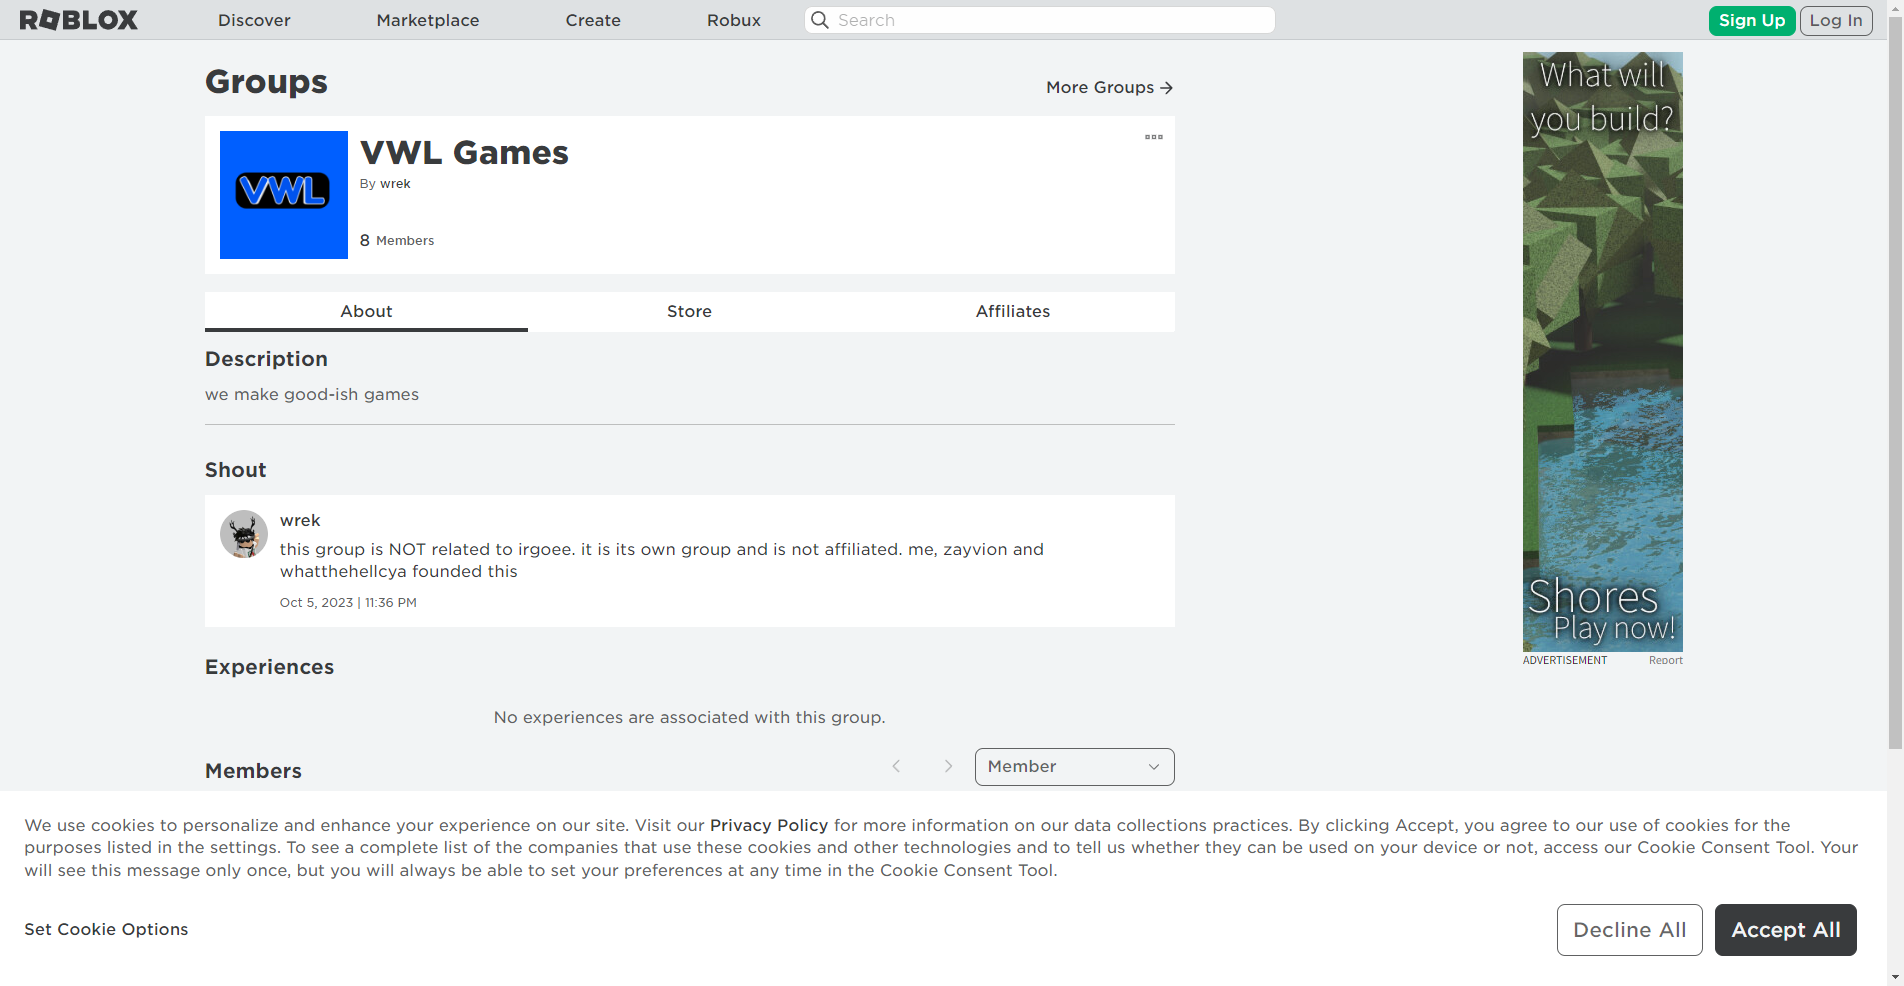 ROBLOX
Discover
Marketplace
Create
Robux
Search
Sign Up
Log In
Groups
More Groups
VWL
VWL Games
By wrek
8 Members
About
Store
Affiliates
Description
we make good-ish games
Shout
wrek
this group is NOT related to irgoee. it is its own group and is not affiliated. me, zayvion and
whatthehellcya founded this
Oct 5, 2023 | 11:36 PM
Experiences
No experiences are associated with this group.
Members
Member
What will
you build?
Shores
Play now!
ADVERTISEMENT
Report
We use cookies to personalize and enhance your experience on our site. Visit our Privacy Policy for more information on our data collections practices. By clicking Accept, you agree to our use of cookies for the
purposes listed in the settings. To see a complete list of the companies that use these cookies and other technologies and to tell us whether they can be used on your device or not, access our Cookie Consent Tool. Your
will see this message only once, but you will always be able to set your preferences at any time in the Cookie Consent Tool.
Set Cookie Options
Decline All
Accept All